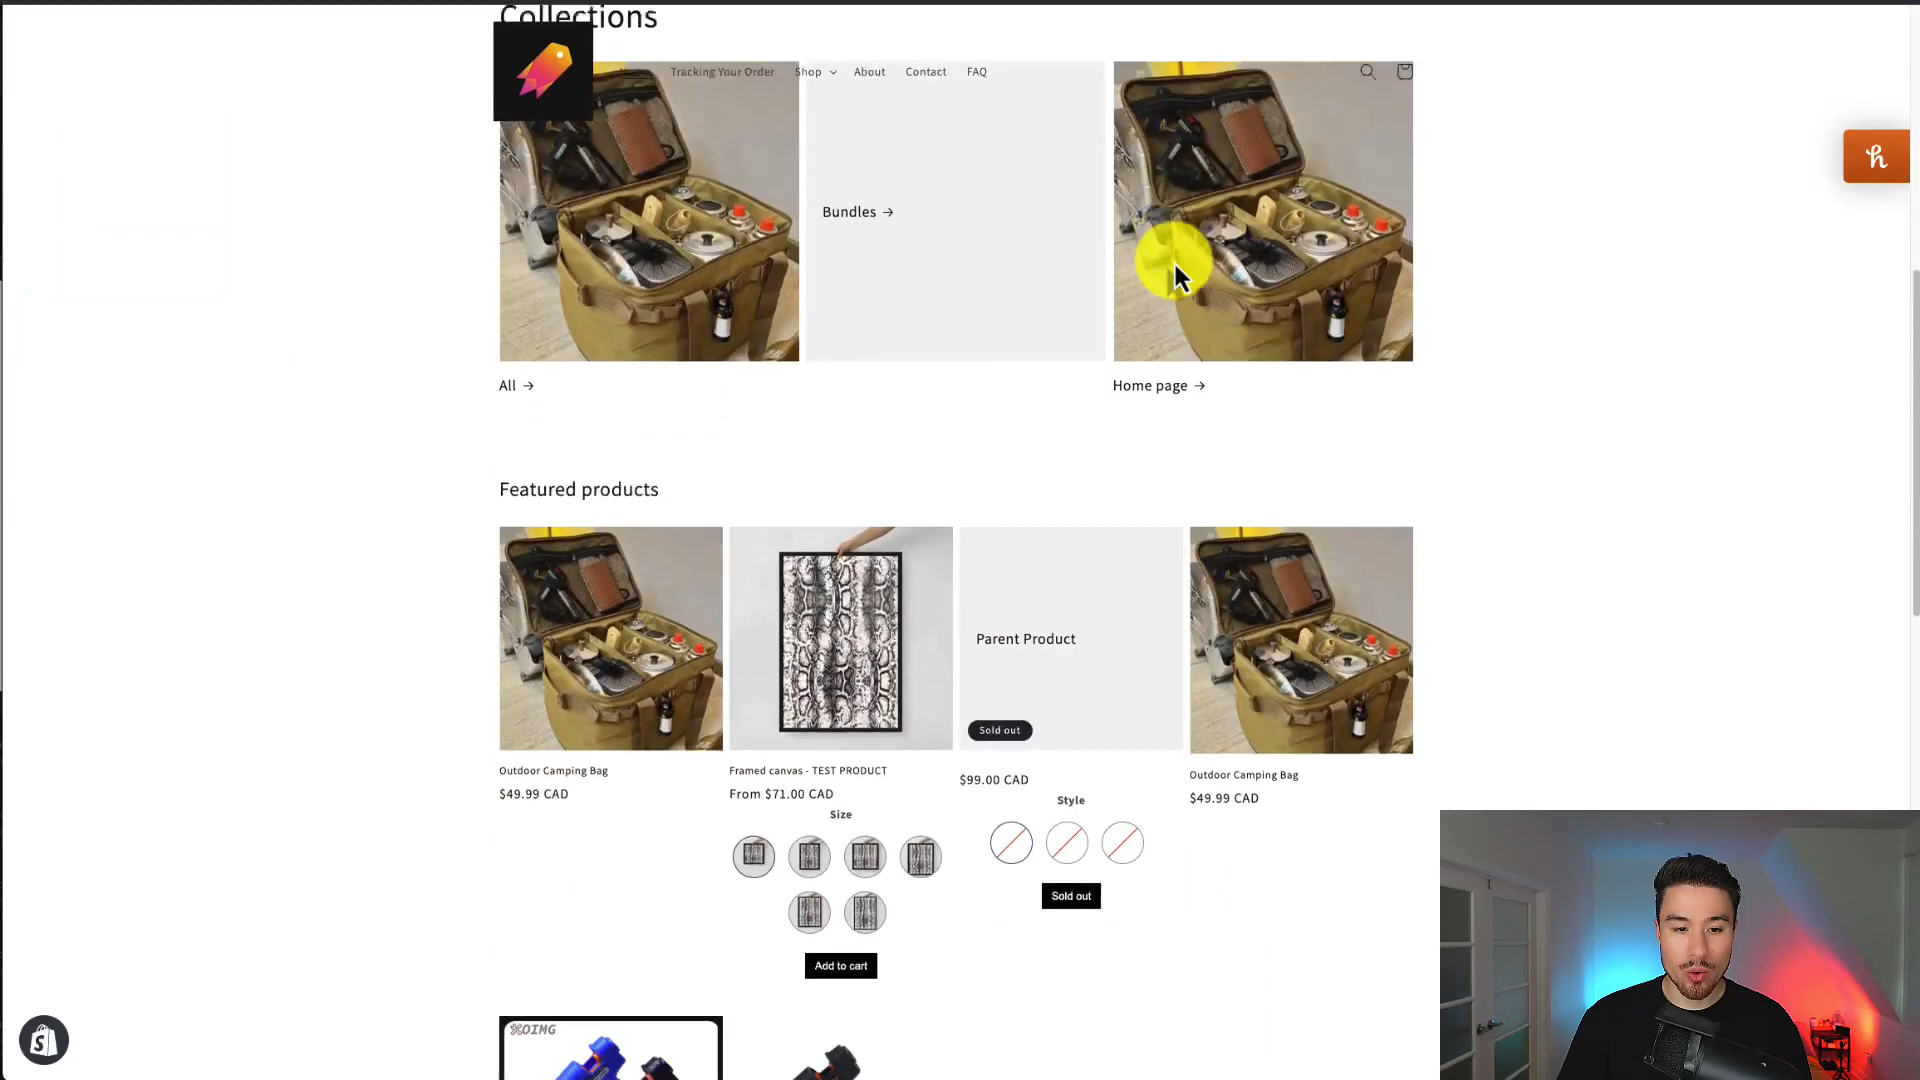 Collections
Tracking Your Order
Shop
About
Contact
FAQ
Bundles →
All →
Home page →
Featured products
Parent Product
Sold out
Outdoor Camping Bag
$49.99 CAD
Framed canvas - TEST PRODUCT
From $71.00 CAD
Size
Add to cart
$99.00 CAD
Style
Sold out
Outdoor Camping Bag
$49.99 CAD